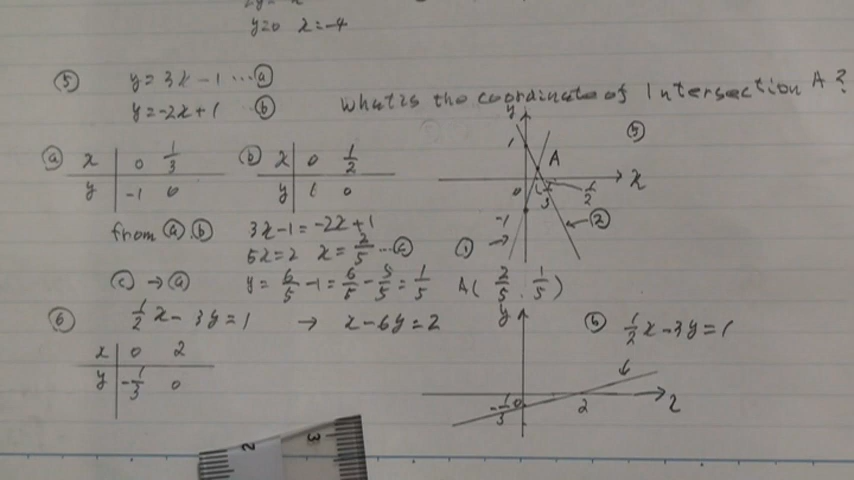 y=0 x=-4
⑤ y=3x-1 ... ⓐ
y=-2x+1 ⓑ
What is the coordinate of Intersection A?
ⓐ x | 0 1/3
y | -1 0
ⓑ x | 0 1/2
y | 1 0
from ⓐ.ⓑ 3x-1=-2x+1
5x=2 x=2/5 ... ⓒ
ⓒ → ⓐ y=6/5-1=6/5-5/5=1/5 A(2/5, 1/5)
y
⑤
1
A
x
0 1/3 1/2
-1
②
①
⑥ 1/2x-3y=1 → x-6y=2
x | 0 2
y | -1/3 0
y
⑥ 1/2x-3y=1
0
-1/3
2
x
2 3